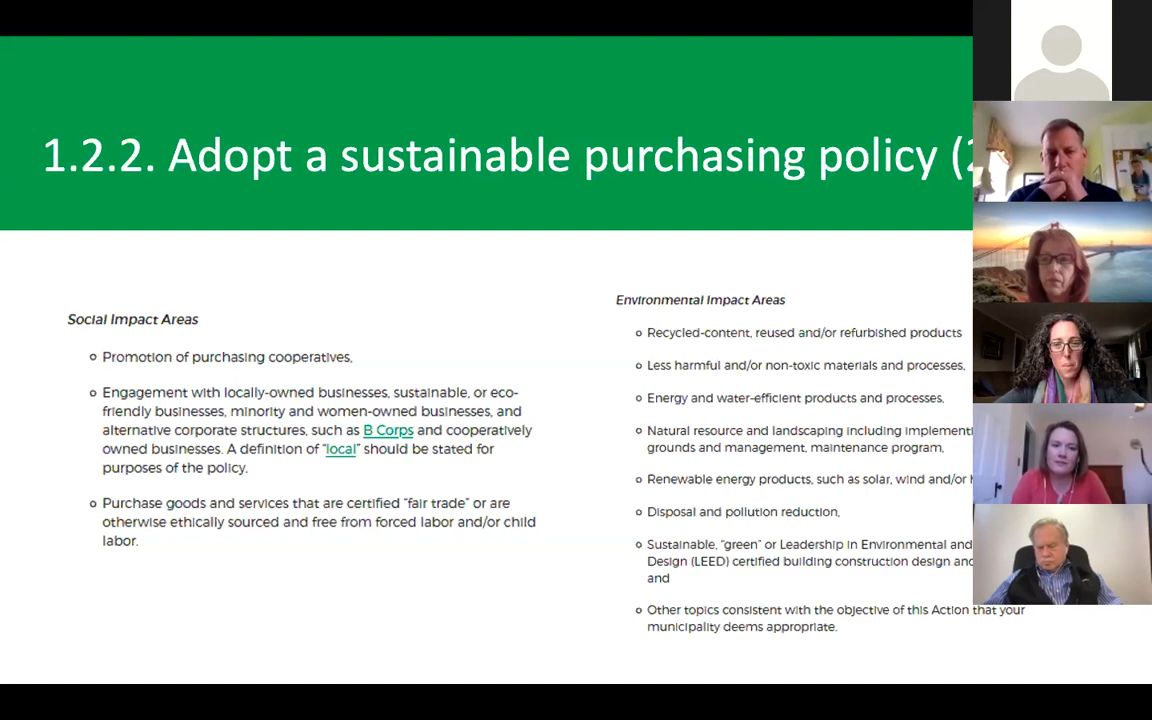 1.2.2. Adopt a sustainable purchasing policy (
Social Impact Areas
Promotion of purchasing cooperatives,
Engagement with locally-owned businesses, sustainable, or eco-
friendly businesses, minority and women-owned businesses, and
alternative corporate structures, such as B Corps and cooperatively
owned businesses. A definition of "local" should be stated for
purposes of the policy.
Purchase goods and services that are certified "fair trade" or are
otherwise ethically sourced and free from forced labor and/or child
labor.
Environmental Impact Areas
Recycled-content, reused and/or refurbished products
Less harmful and/or non-toxic materials and processes,
Energy and water-efficient products and processes,
Natural resource and landscaping including
grounds and management, maintenance program,
Renewable energy products, such as solar, wind and/or
Disposal and pollution reduction,
Sustainable, "green" or Leadership in Environmental and
Design (LEED) certified building construction design
and
Other topics consistent with the objective of this Action that your
municipality deems appropriate.